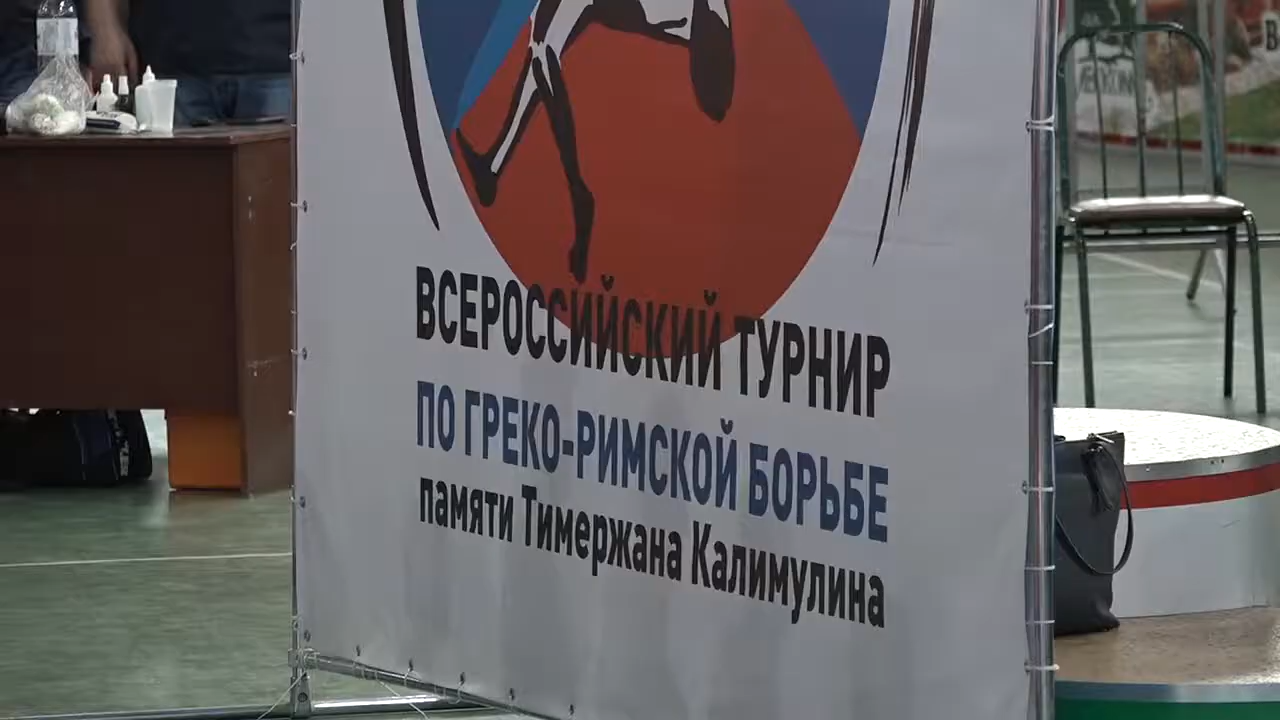 ВСЕРОССИЙСКИЙ ТУРНИР
ПО ГРЕКО-РИМСКОЙ БОРЬБЕ
памяти Тимержана Калимулина